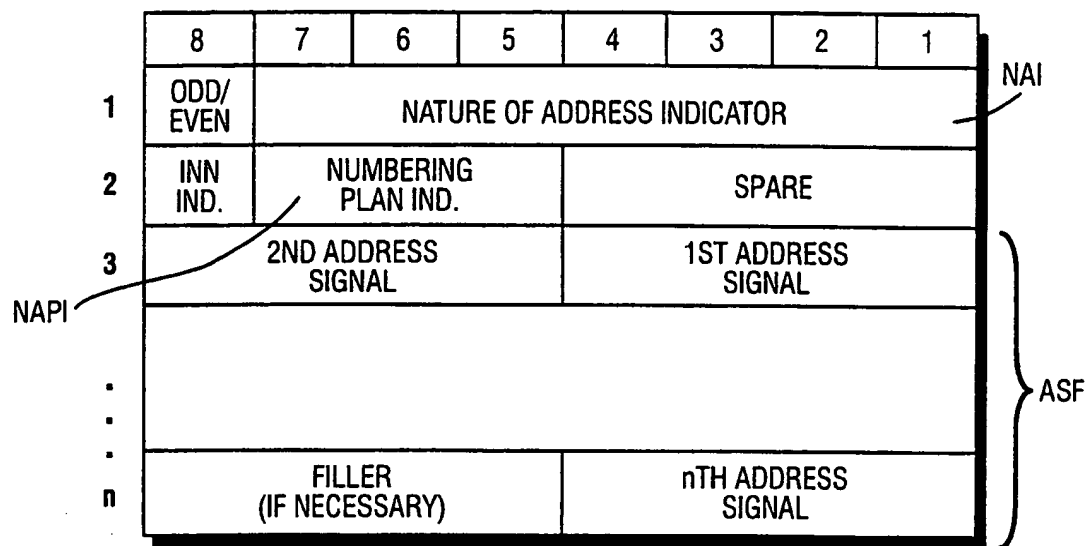 8 7 6 5 4 3 2 1
NAI
1 ODD/ EVEN NATURE OF ADDRESS INDICATOR
2 INN IND. NUMBERING PLAN IND. SPARE
3 2ND ADDRESS SIGNAL 1ST ADDRESS SIGNAL
NAPI
ASF
.
.
.
n FILLER (IF NECESSARY) nTH ADDRESS SIGNAL